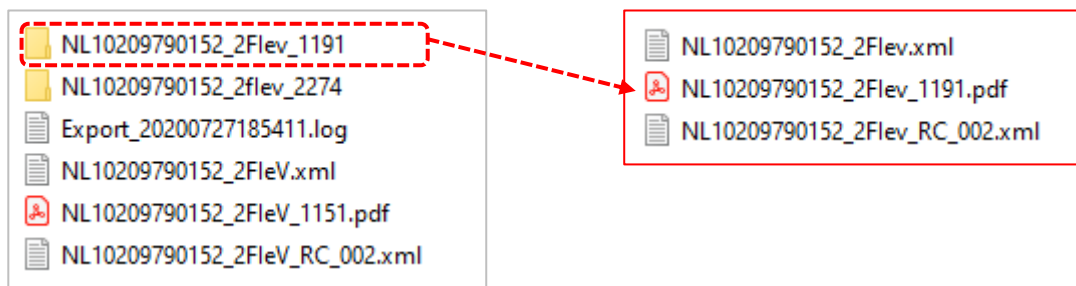 NL10209790152_2Flev_1191
NL10209790152_2flev_2274
Export_20200727185411.log
NL10209790152_2FleV.xml
NL10209790152_2FleV_1151.pdf
NL10209790152_2FleV_RC_002.xml
NL10209790152_2Flev.xml
NL10209790152_2Flev_1191.pdf
NL10209790152_2Flev_RC_002.xml